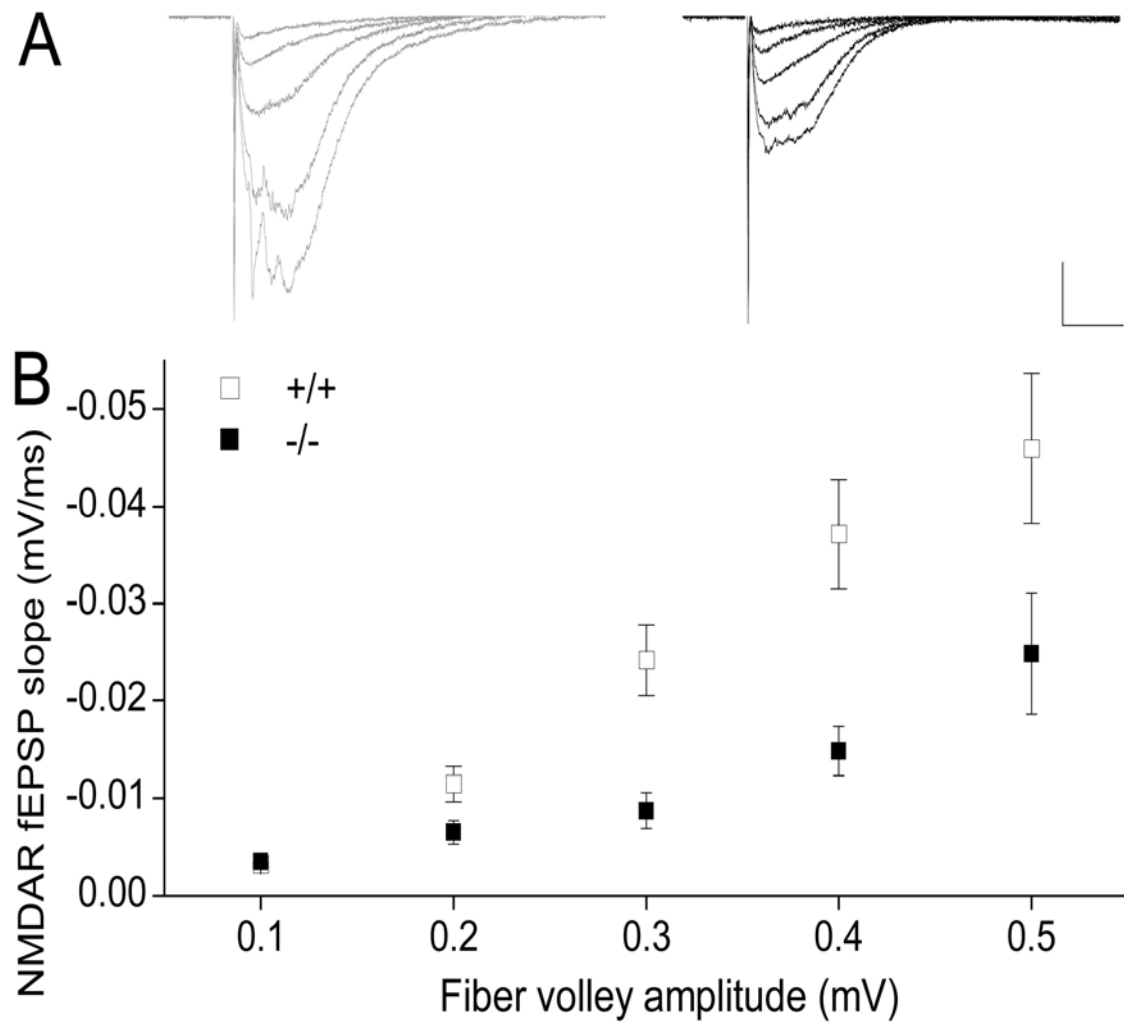 A
B
+/+
-/-
NMDAR fEPSP slope (mV/ms)
-0.05
-0.04
-0.03
-0.02
-0.01
0.00
0.1 0.2 0.3 0.4 0.5
Fiber volley amplitude (mV)